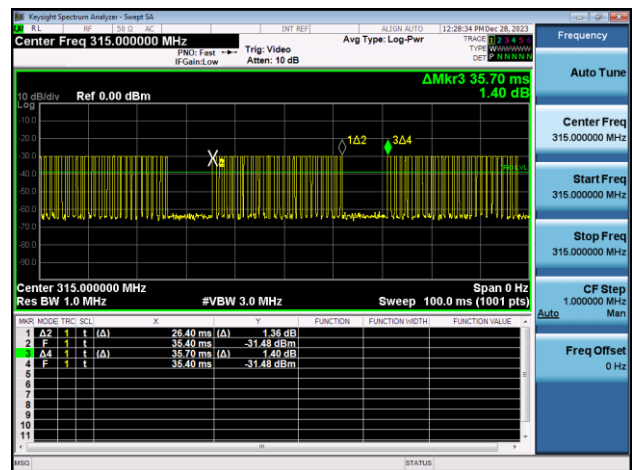 Keysight Spectrum Analyzer - Swept SA
RL RF 50 Ω AC INT REF ALIGN AUTO 12:28:34 PM Dec 28, 2023
Center Freq 315.000000 MHz
PNO: Fast
IFGain:Low
Trig: Video
Atten: 10 dB
Avg Type: Log-Pwr
TRACE 1 2 3 4 5 6
TYPE WWWWWW
DET P N N N N N
ΔMkr3 35.70 ms
1.40 dB
10 dB/div Ref 0.00 dBm
Log
-10.0
-20.0
-30.0
-40.0
-50.0
-60.0
-70.0
-80.0
-90.0
1Δ2
3Δ4
X
TRIG LVL
Center 315.000000 MHz Span 0 Hz
Res BW 1.0 MHz #VBW 3.0 MHz Sweep 100.0 ms (1001 pts)
MKR MODE TRC SCL X Y FUNCTION FUNCTION WIDTH FUNCTION VALUE
1 Δ2 1 t (Δ) 26.40 ms (Δ) 1.36 dB
2 F 1 t 35.40 ms -31.48 dBm
3 Δ4 1 t (Δ) 35.70 ms (Δ) 1.40 dB
4 F 1 t 35.40 ms -31.48 dBm
5
6
7
8
9
10
11
MSG STATUS
Frequency
Auto Tune
Center Freq
315.000000 MHz
Start Freq
315.000000 MHz
Stop Freq
315.000000 MHz
CF Step
1.000000 MHz
Auto Man
Freq Offset
0 Hz